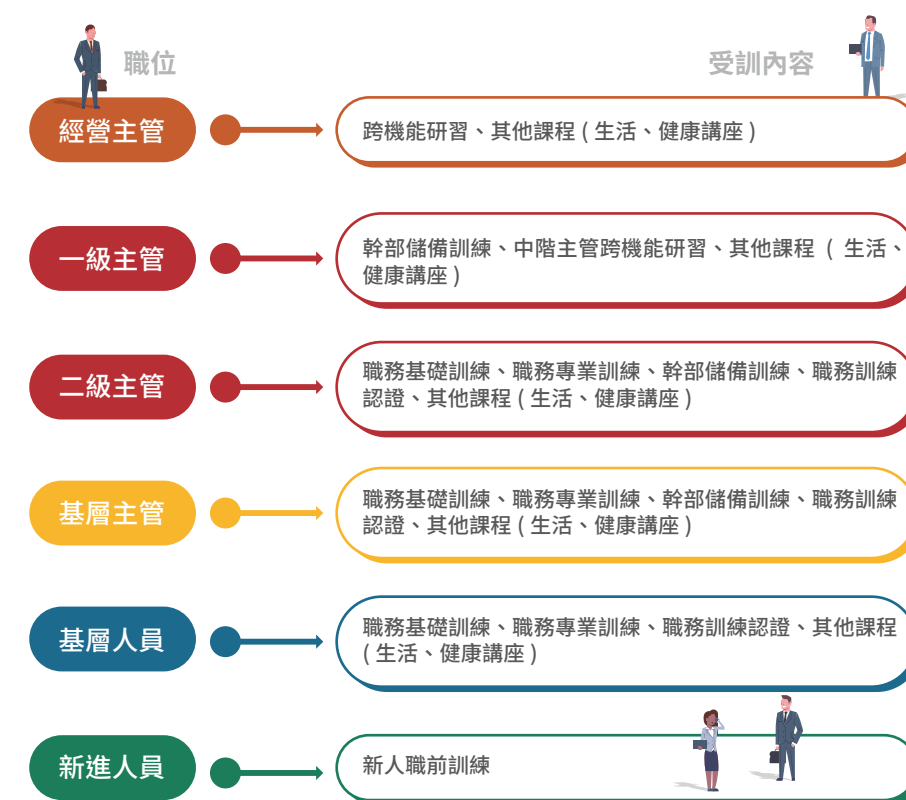 職位
受訓內容
經營主管
跨機能研習、其他課程 ( 生活、健康講座 )
一級主管
幹部儲備訓練、中階主管跨機能研習、其他課程 ( 生活、
健康講座 )
二級主管
職務基礎訓練、職務專業訓練、幹部儲備訓練、職務訓練
認證、其他課程 ( 生活、健康講座 )
基層主管
職務基礎訓練、職務專業訓練、幹部儲備訓練、職務訓練
認證、其他課程 ( 生活、健康講座 )
基層人員
職務基礎訓練、職務專業訓練、職務訓練認證、其他課程
( 生活、健康講座 )
新進人員
新人職前訓練